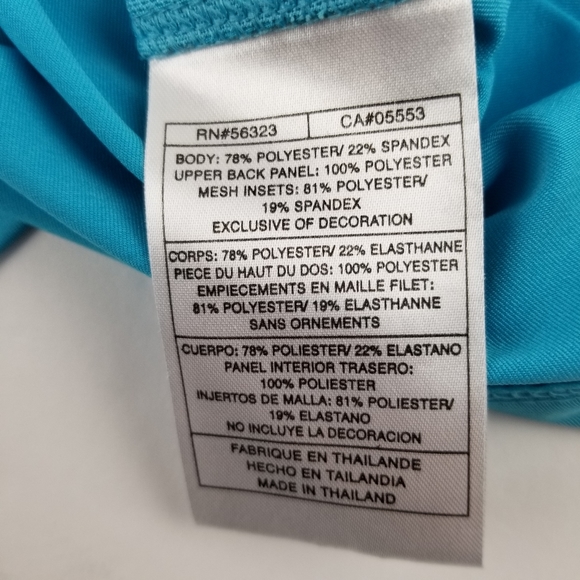 RN#56323 CA#05553
BODY: 78% POLYESTER/ 22% SPANDEX
UPPER BACK PANEL: 100% POLYESTER
MESH INSETS: 81% POLYESTER/
19% SPANDEX
EXCLUSIVE OF DECORATION
CORPS: 78% POLYESTER/ 22% ELASTHANNE
PIECE DU HAUT DU DOS: 100% POLYESTER
EMPIECEMENTS EN MAILLE FILET:
81% POLYESTER/ 19% ELASTHANNE
SANS ORNEMENTS
CUERPO: 78% POLIESTER/ 22% ELASTANO
PANEL INTERIOR TRASERO:
100% POLIESTER
INJERTOS DE MALLA: 81% POLIESTER/
19% ELASTANO
NO INCLUYE LA DECORACION
FABRIQUE EN THAILANDE
HECHO EN TAILANDIA
MADE IN THAILAND